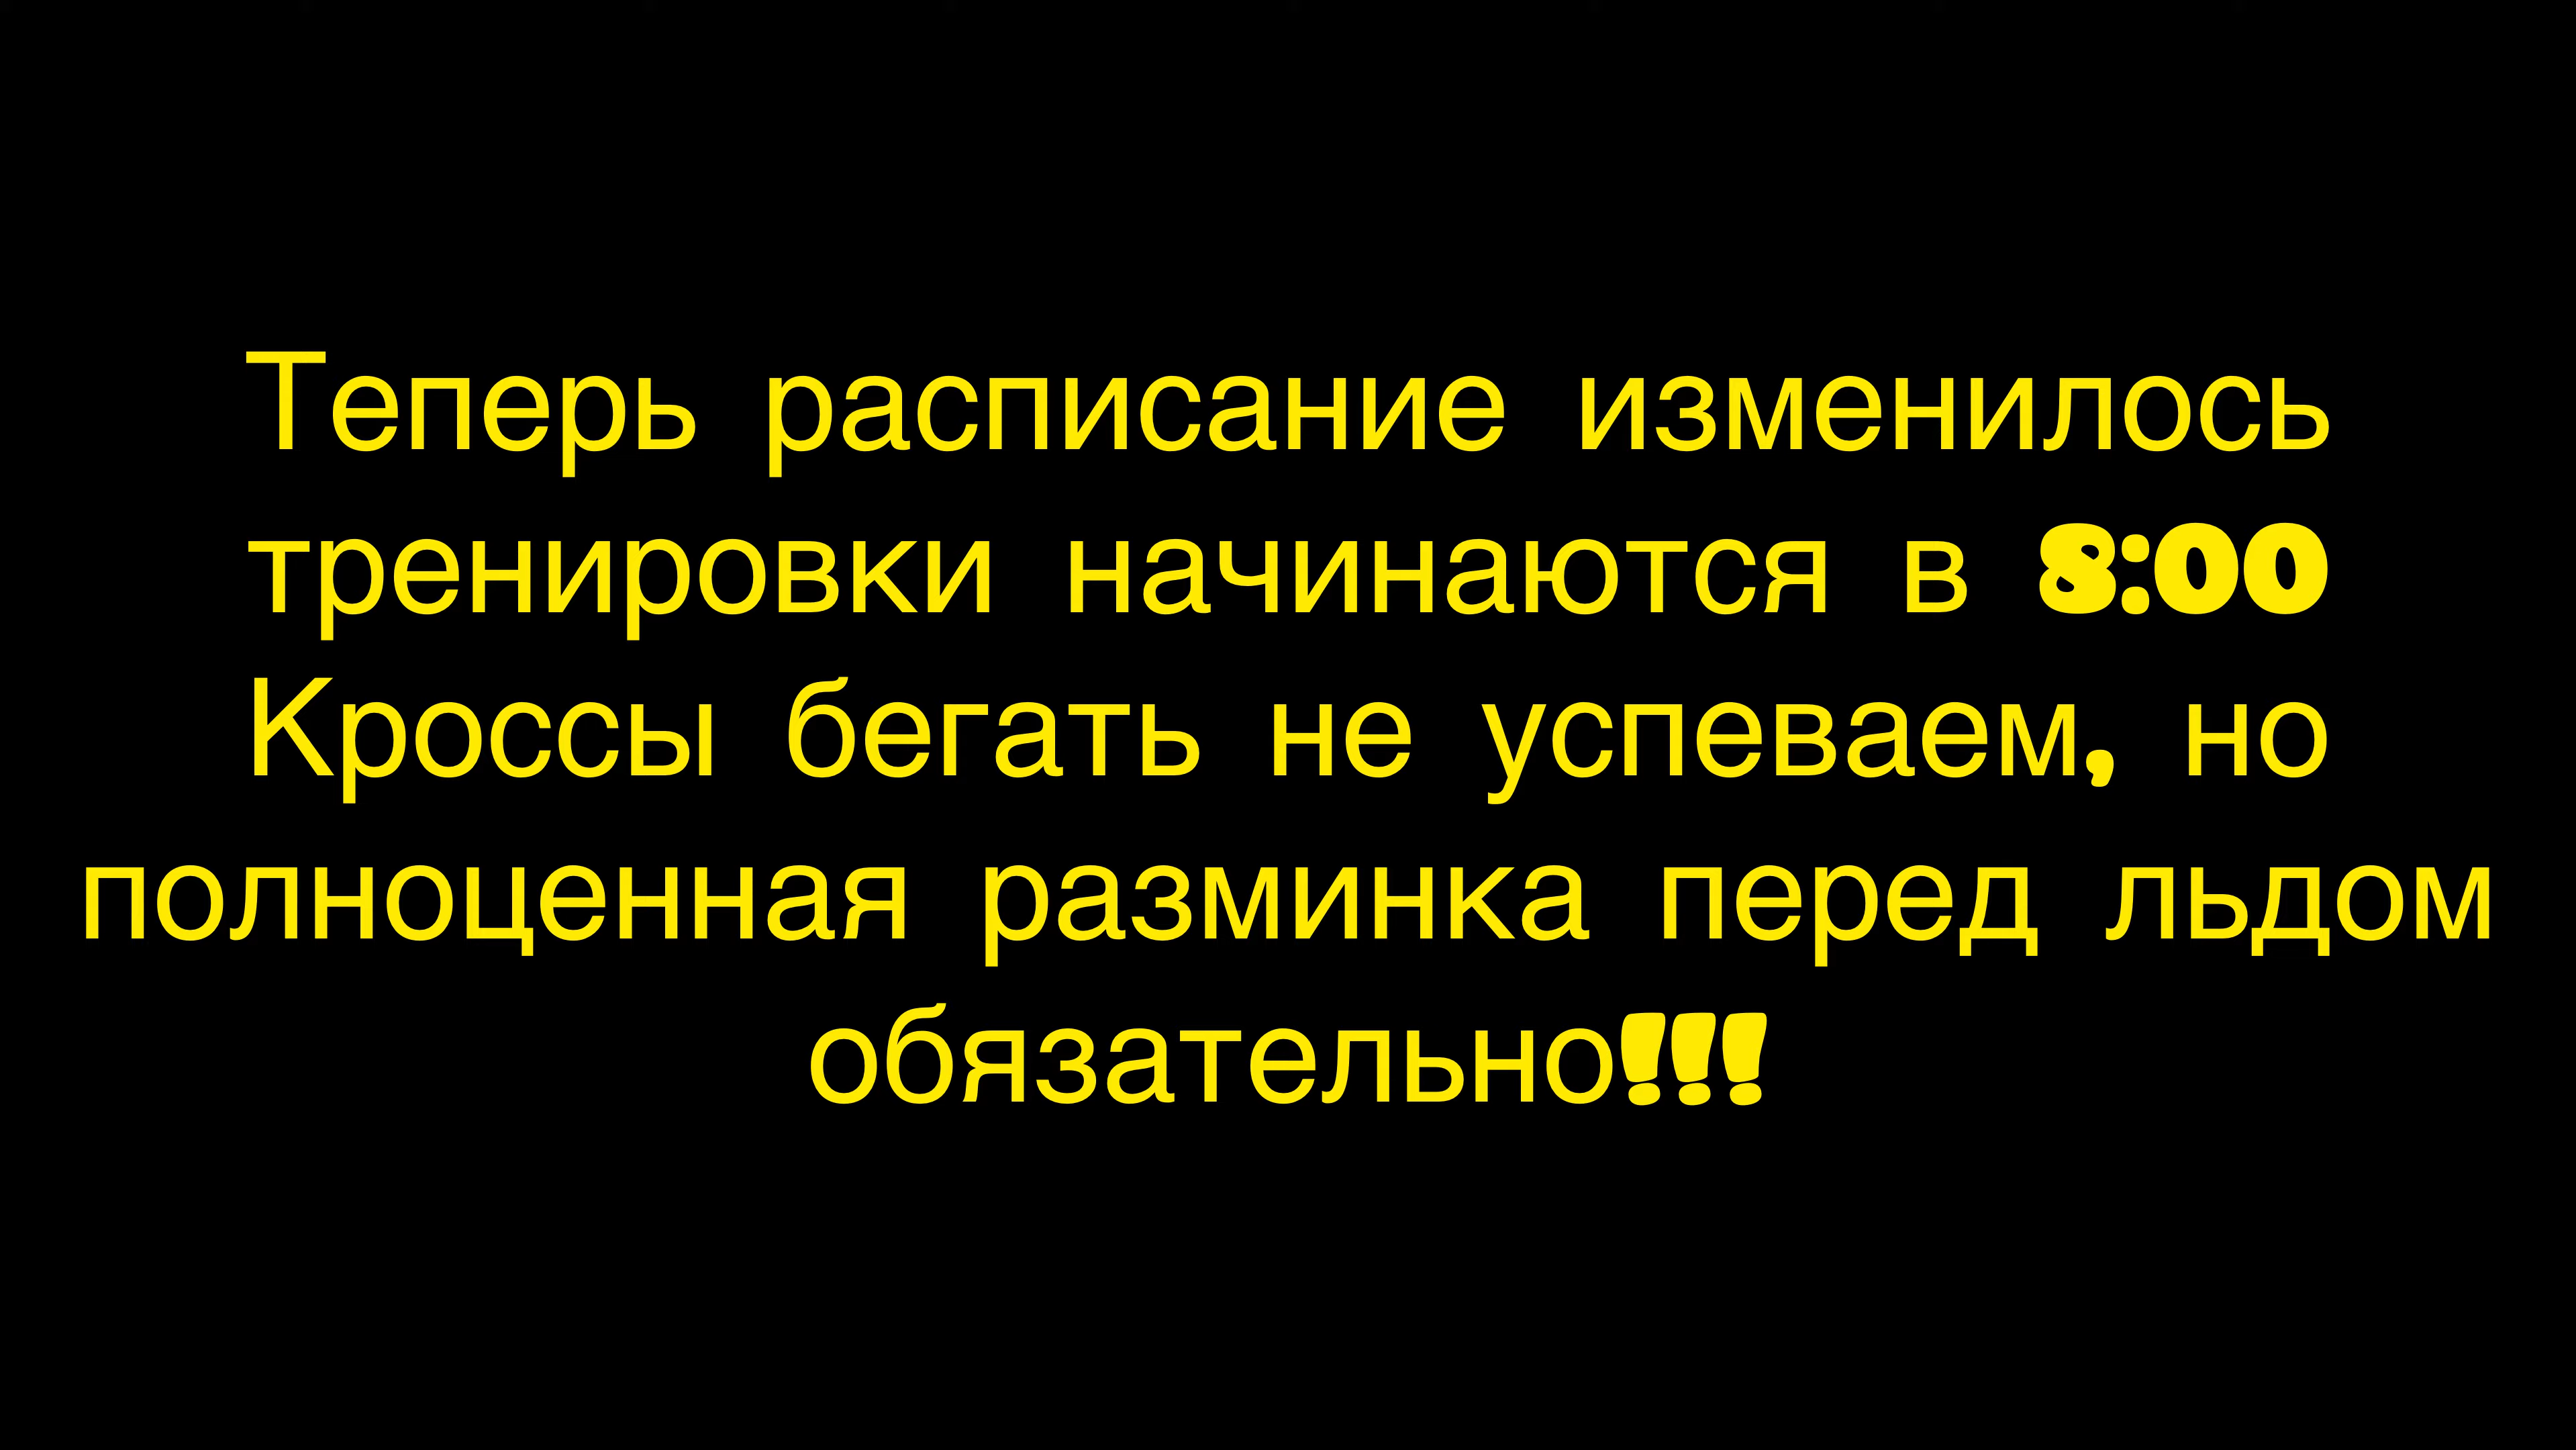 Теперь расписание изменилось
тренировки начинаются в 8:00
Кроссы бегать не успеваем, но
полноценная разминка перед льдом
обязательно!!!